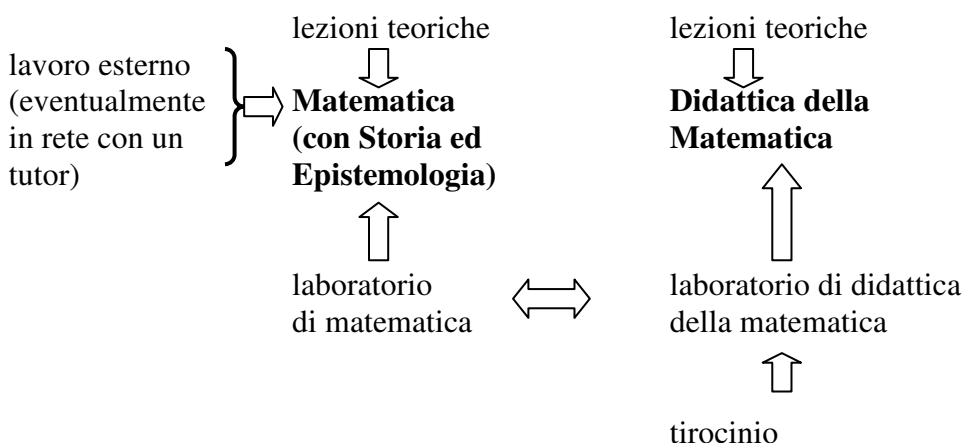 lezioni teoriche
lezioni teoriche
lavoro esterno
(eventualmente
in rete con un
tutor)
Matematica
(con Storia ed
Epistemologia)
Didattica della
Matematica
laboratorio
di matematica
laboratorio di didattica
della matematica
tirocinio